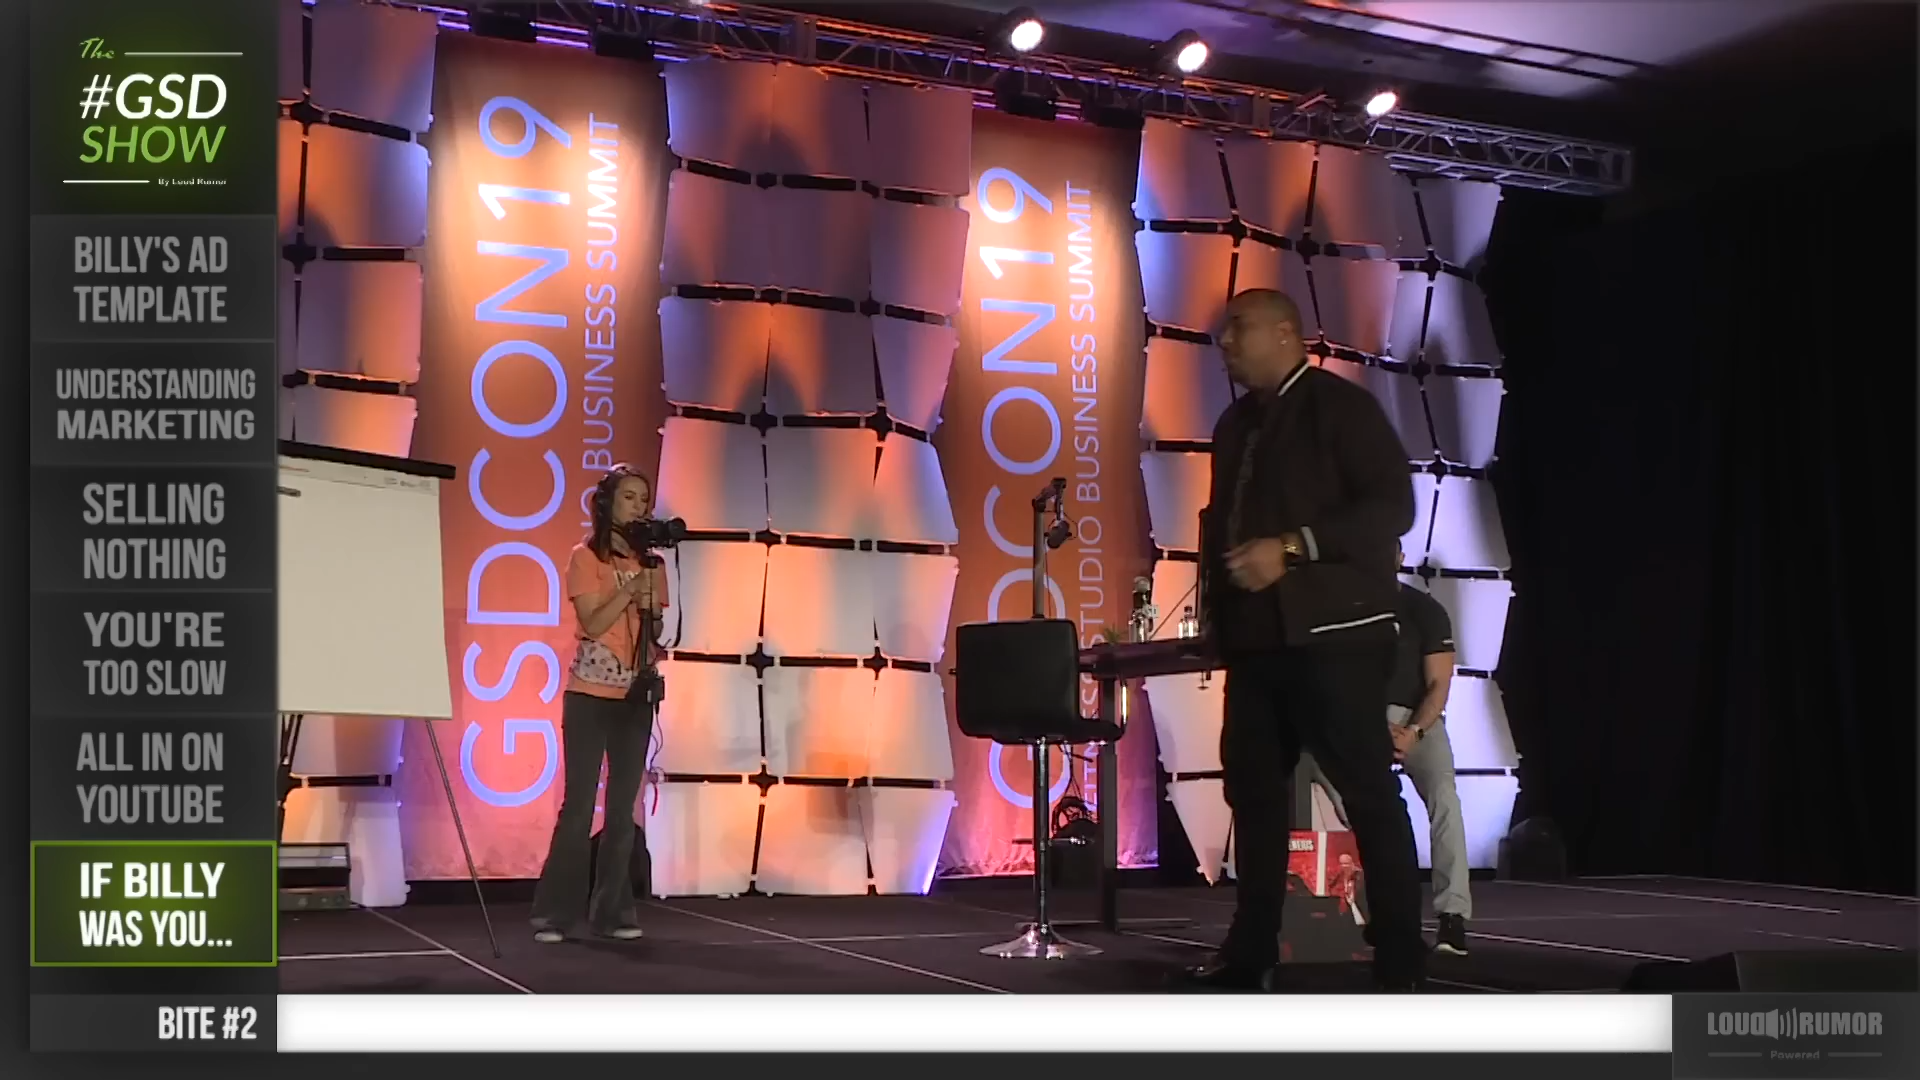 The
#GSD
SHOW
By Loud Rumor
BILLY'S AD
TEMPLATE
UNDERSTANDING
MARKETING
SELLING
NOTHING
YOU'RE
TOO SLOW
ALL IN ON
YOUTUBE
IF BILLY
WAS YOU...
BITE #2
GSDCON19
BUSINESS SUMMIT
GSDCON19
FITNESS STUDIO BUSINESS SUMMIT
LOUD RUMOR
Powered